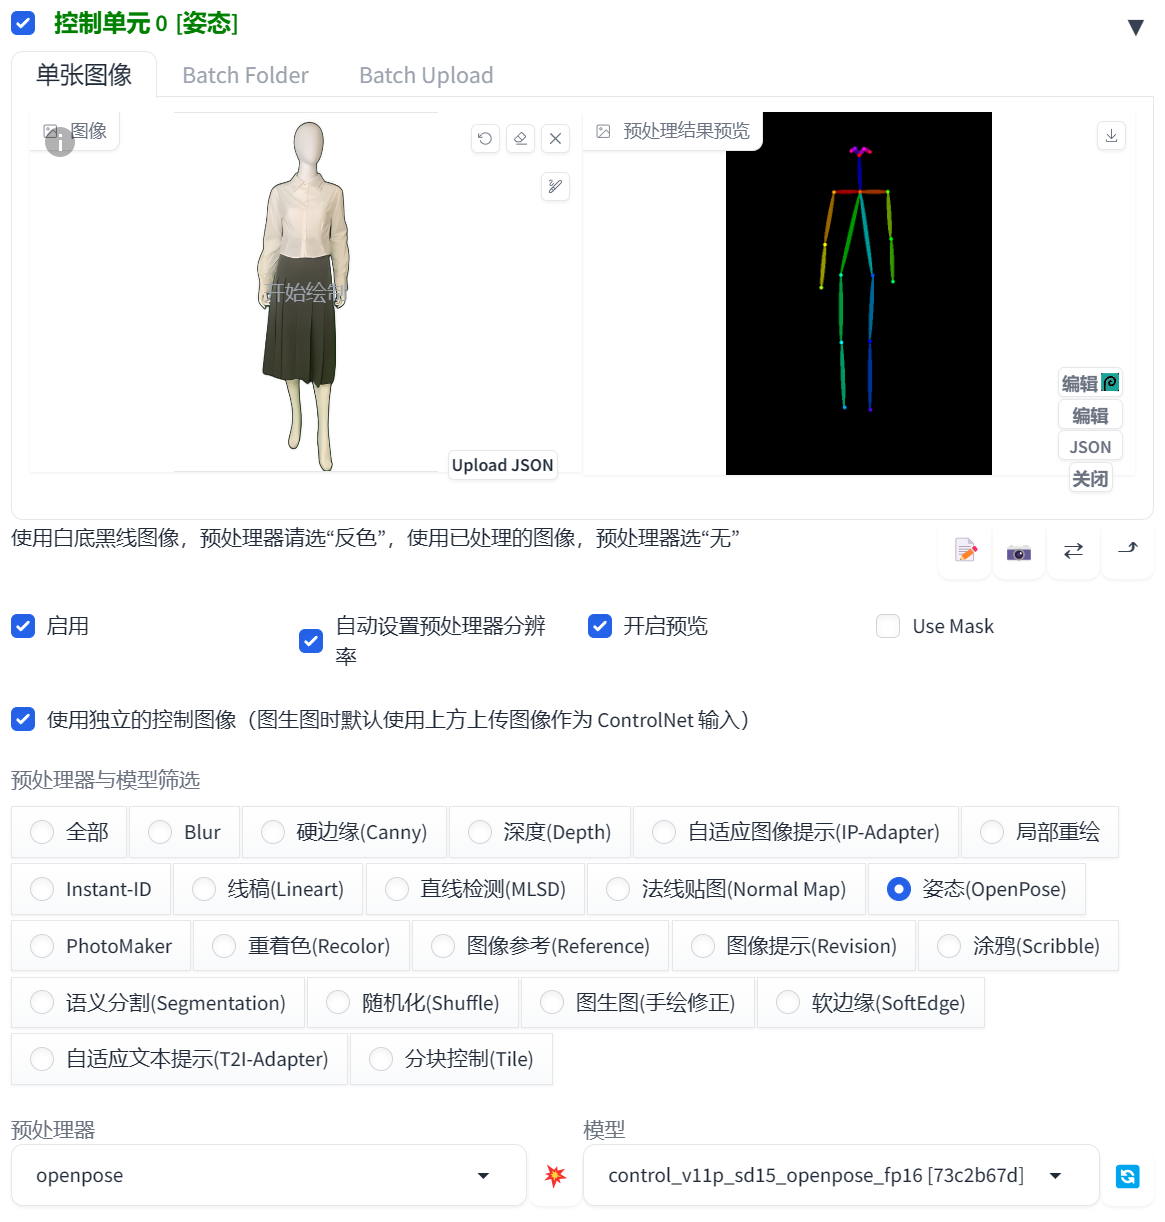 控制单元 0 [姿态]
▼
单张图像
Batch Folder
Batch Upload
图像
预处理结果预览
开始绘制
编辑
编辑
JSON
关闭
Upload JSON
使用白底黑线图像，预处理器请选“反色”，使用已处理的图像，预处理器选“无”
启用
自动设置预处理器分辨
率
开启预览
Use Mask
使用独立的控制图像（图生图时默认使用上方上传图像作为 ControlNet 输入）
预处理器与模型筛选
全部
Blur
硬边缘(Canny)
深度(Depth)
自适应图像提示(IP-Adapter)
局部重绘
Instant-ID
线稿(Lineart)
直线检测(MLSD)
法线贴图(Normal Map)
姿态(OpenPose)
PhotoMaker
重着色(Recolor)
图像参考(Reference)
图像提示(Revision)
涂鸦(Scribble)
语义分割(Segmentation)
随机化(Shuffle)
图生图(手绘修正)
软边缘(SoftEdge)
自适应文本提示(T2I-Adapter)
分块控制(Tile)
预处理器
模型
openpose
control_v11p_sd15_openpose_fp16 [73c2b67d]